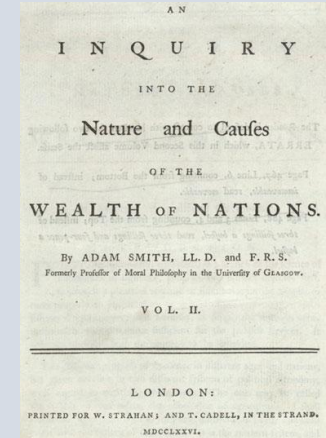 AN
INQUIRY
INTO THE
Nature and Cauſes
OF THE
WEALTH OF NATIONS.
By ADAM SMITH, LL. D. and F. R. S.
Formerly Profeſſor of Moral Philoſophy in the Univerſity of GLASGOW.
VOL. II.
LONDON:
PRINTED FOR W. STRAHAN; AND T. CADELL, IN THE STRAND.
MDCCLXXVI.